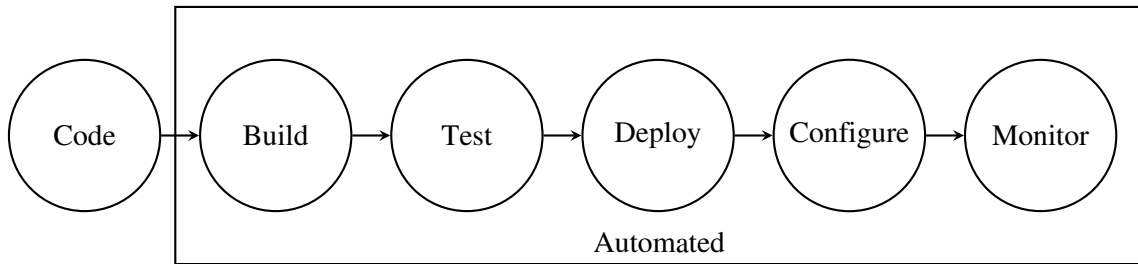 Code
Build
Test
Deploy
Configure
Monitor
Automated